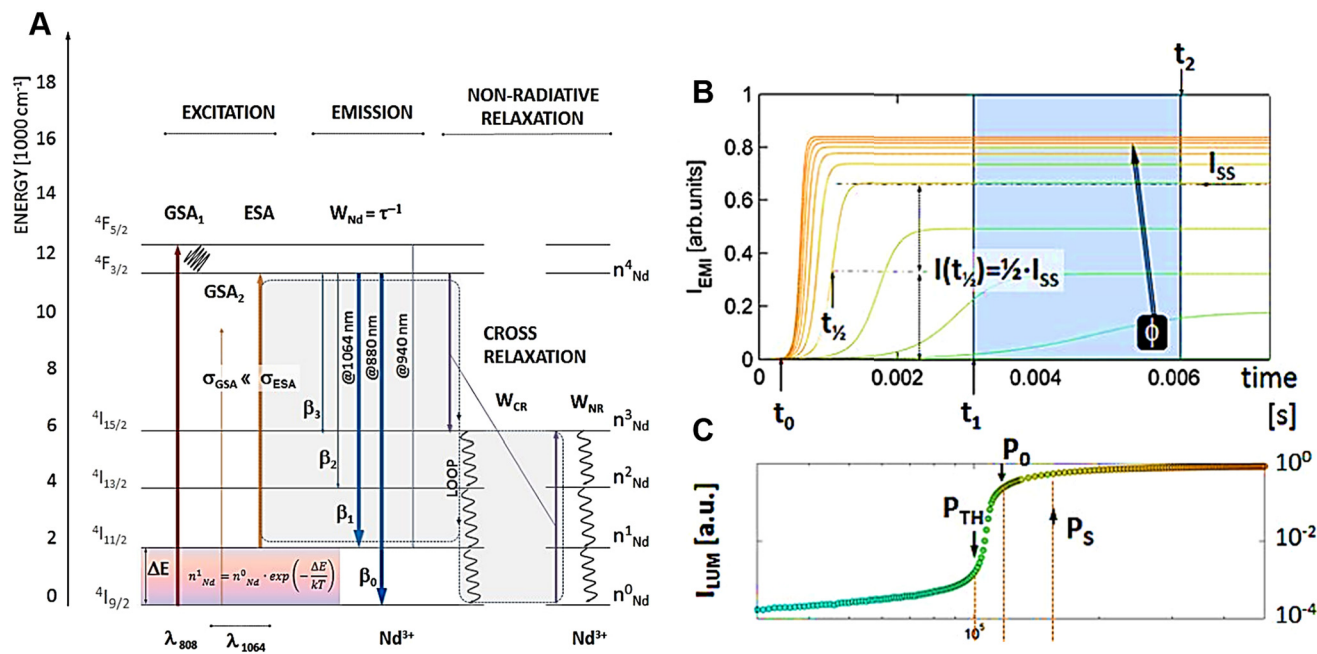 A
ENERGY [1000 cm⁻¹]
18
16
14
12
10
8
6
4
2
0
EXCITATION
EMISSION
NON-RADIATIVE
RELAXATION
GSA₁
ESA
W_Nd = τ⁻¹
⁴F₅/₂
⁴F₃/₂
n⁴_Nd
GSA₂
σ_GSA ≪ σ_ESA
@1064 nm
@880 nm
@940 nm
CROSS
RELAXATION
W_CR
W_NR
β₃
β₂
β₁
β₀
LOOP
⁴I₁₅/₂
n³_Nd
⁴I₁₃/₂
n²_Nd
⁴I₁₁/₂
n¹_Nd
ΔE
n¹_Nd = n⁰_Nd · exp(−ΔE/kT)
⁴I₉/₂
n⁰_Nd
λ₈₀₈
λ₁₀₆₄
Nd³⁺
Nd³⁺
B
t₂
I_EMI [arb.units]
1
0.8
0.6
0.4
0.2
0
I_SS
I(t_½)=½·I_SS
t_½
ϕ
0
0.002
0.004
0.006
time
[s]
t₀
t₁
C
I_LUM [a.u.]
P_TH
P_0
P_S
10⁰
10⁻²
10⁻⁴
10⁵